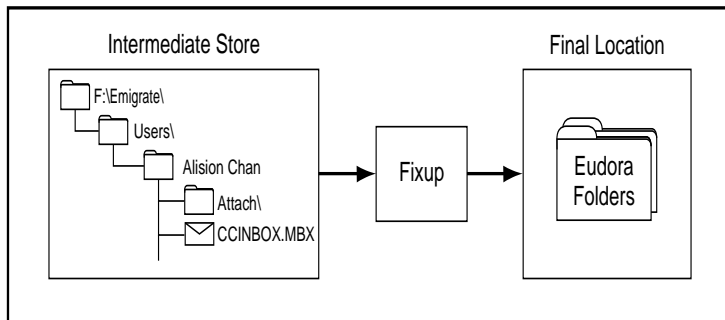 Intermediate Store
F:\Emigrate\
Users\
Alision Chan
Attach\
CCINBOX.MBX
Fixup
Final Location
Eudora
Folders